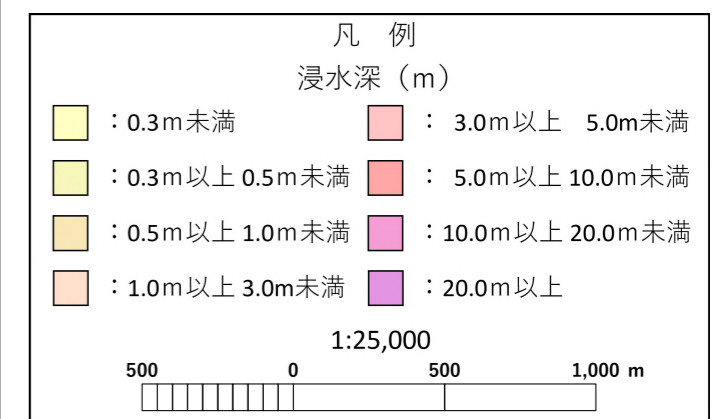 凡　例
浸水深（m）
：0.3ｍ未満　：　3.0ｍ以上　5.0m未満
：0.3ｍ以上 0.5ｍ未満　：　5.0ｍ以上 10.0ｍ未満
：0.5ｍ以上 1.0ｍ未満　：10.0ｍ以上 20.0ｍ未満
：1.0ｍ以上 3.0m未満　：20.0ｍ以上
1:25,000
500　0　500　1,000 m